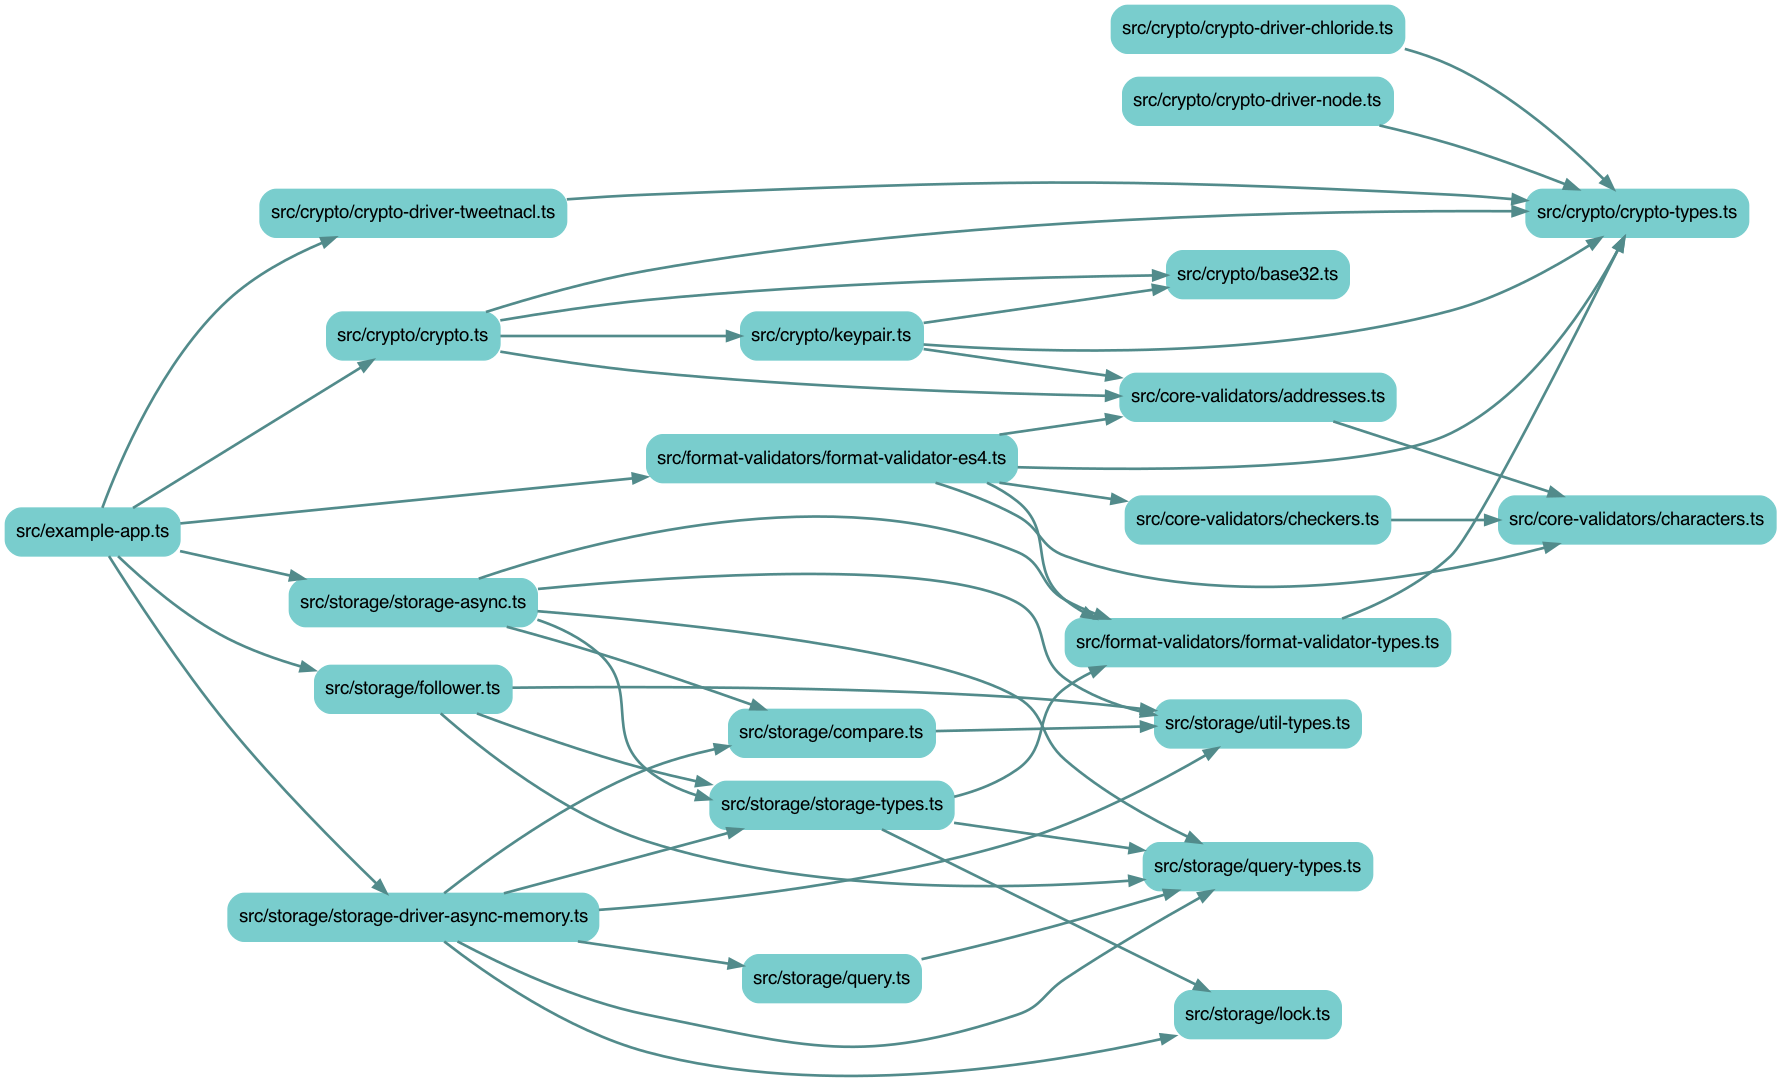 src/crypto/crypto-driver-chloride.ts
src/crypto/crypto-driver-node.ts
src/crypto/crypto-driver-tweetnacl.ts
src/crypto/crypto-types.ts
src/crypto/base32.ts
src/crypto/crypto.ts
src/crypto/keypair.ts
src/core-validators/addresses.ts
src/format-validators/format-validator-es4.ts
src/example-app.ts
src/core-validators/checkers.ts
src/core-validators/characters.ts
src/storage/storage-async.ts
src/format-validators/format-validator-types.ts
src/storage/follower.ts
src/storage/compare.ts
src/storage/util-types.ts
src/storage/storage-types.ts
src/storage/query-types.ts
src/storage/storage-driver-async-memory.ts
src/storage/query.ts
src/storage/lock.ts